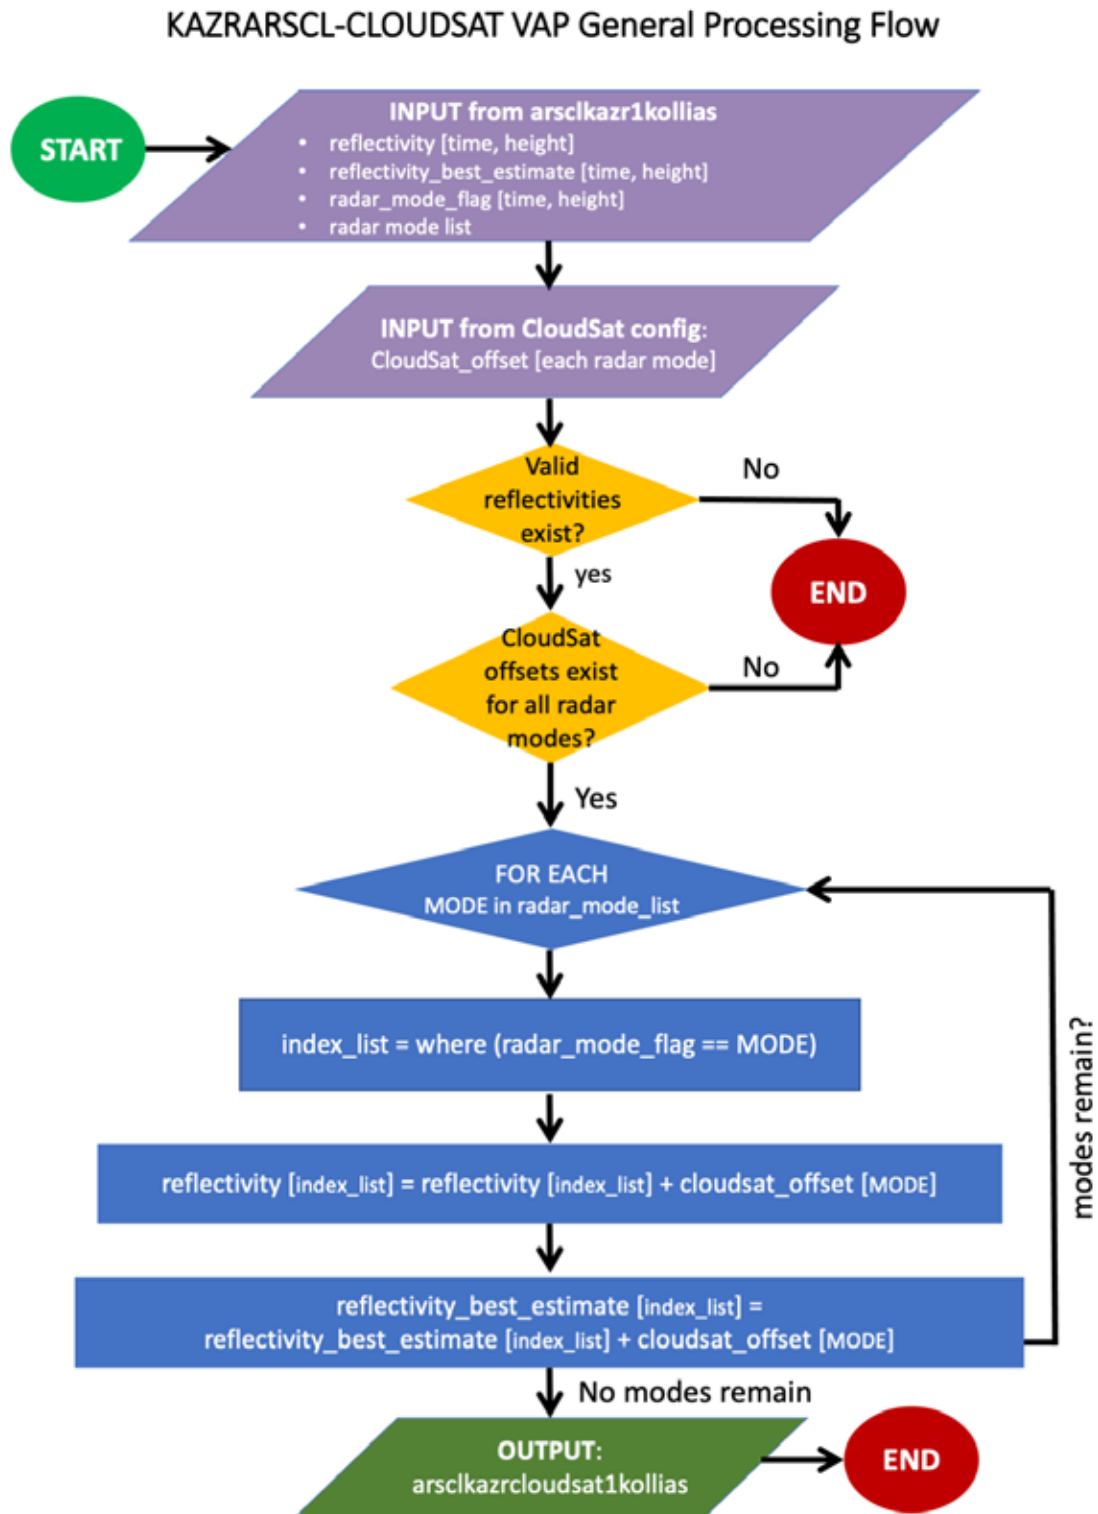 KAZRARSCL-CLOUDSAT VAP General Processing Flow
START
INPUT from arsclkazr1kollias
• reflectivity [time, height]
• reflectivity_best_estimate [time, height]
• radar_mode_flag [time, height]
• radar mode list
INPUT from CloudSat config:
CloudSat_offset [each radar mode]
Valid
reflectivities
exist?
No
END
yes
CloudSat
offsets exist
for all radar
modes?
No
Yes
FOR EACH
MODE in radar_mode_list
index_list = where (radar_mode_flag == MODE)
reflectivity [index_list] = reflectivity [index_list] + cloudsat_offset [MODE]
reflectivity_best_estimate [index_list] =
reflectivity_best_estimate [index_list] + cloudsat_offset [MODE]
modes remain?
No modes remain
OUTPUT:
arsclkazrcloudsat1kollias
END